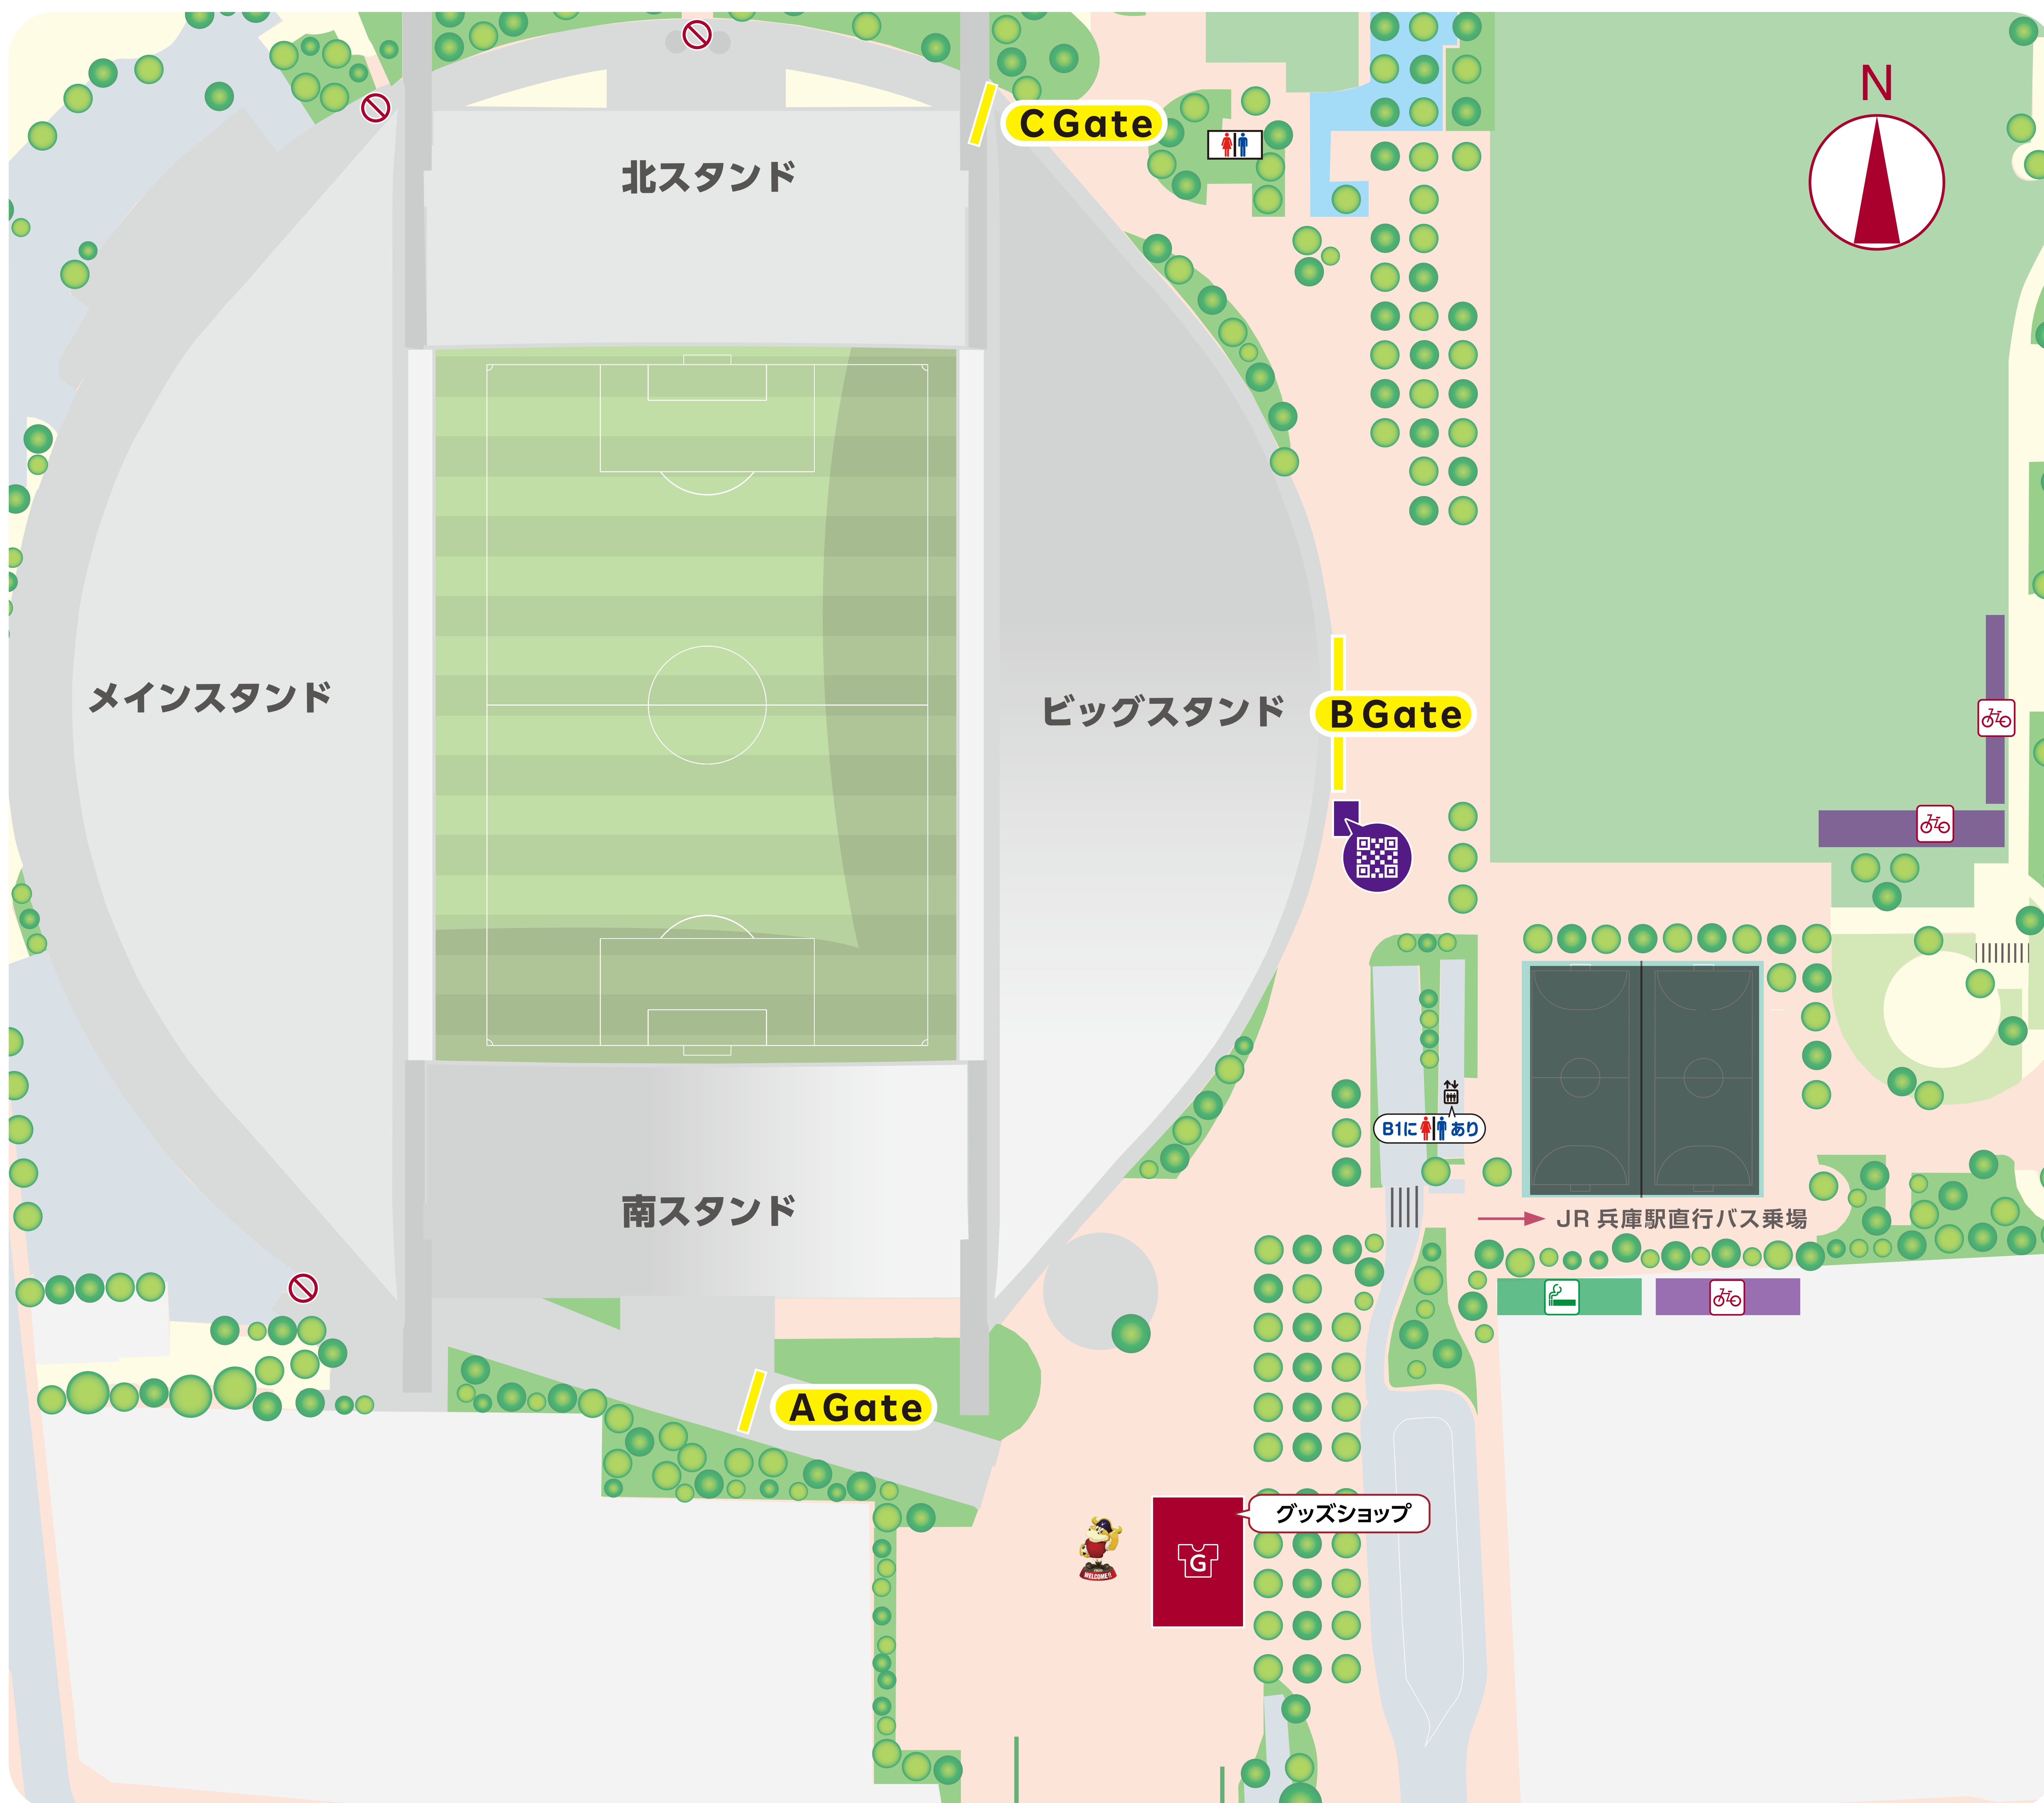 N
C Gate
北スタンド
メインスタンド
ビッグスタンド
B Gate
B1に
あり
南スタンド
JR 兵庫駅直行バス乗場
A Gate
グッズショップ
G
WELCOME!!